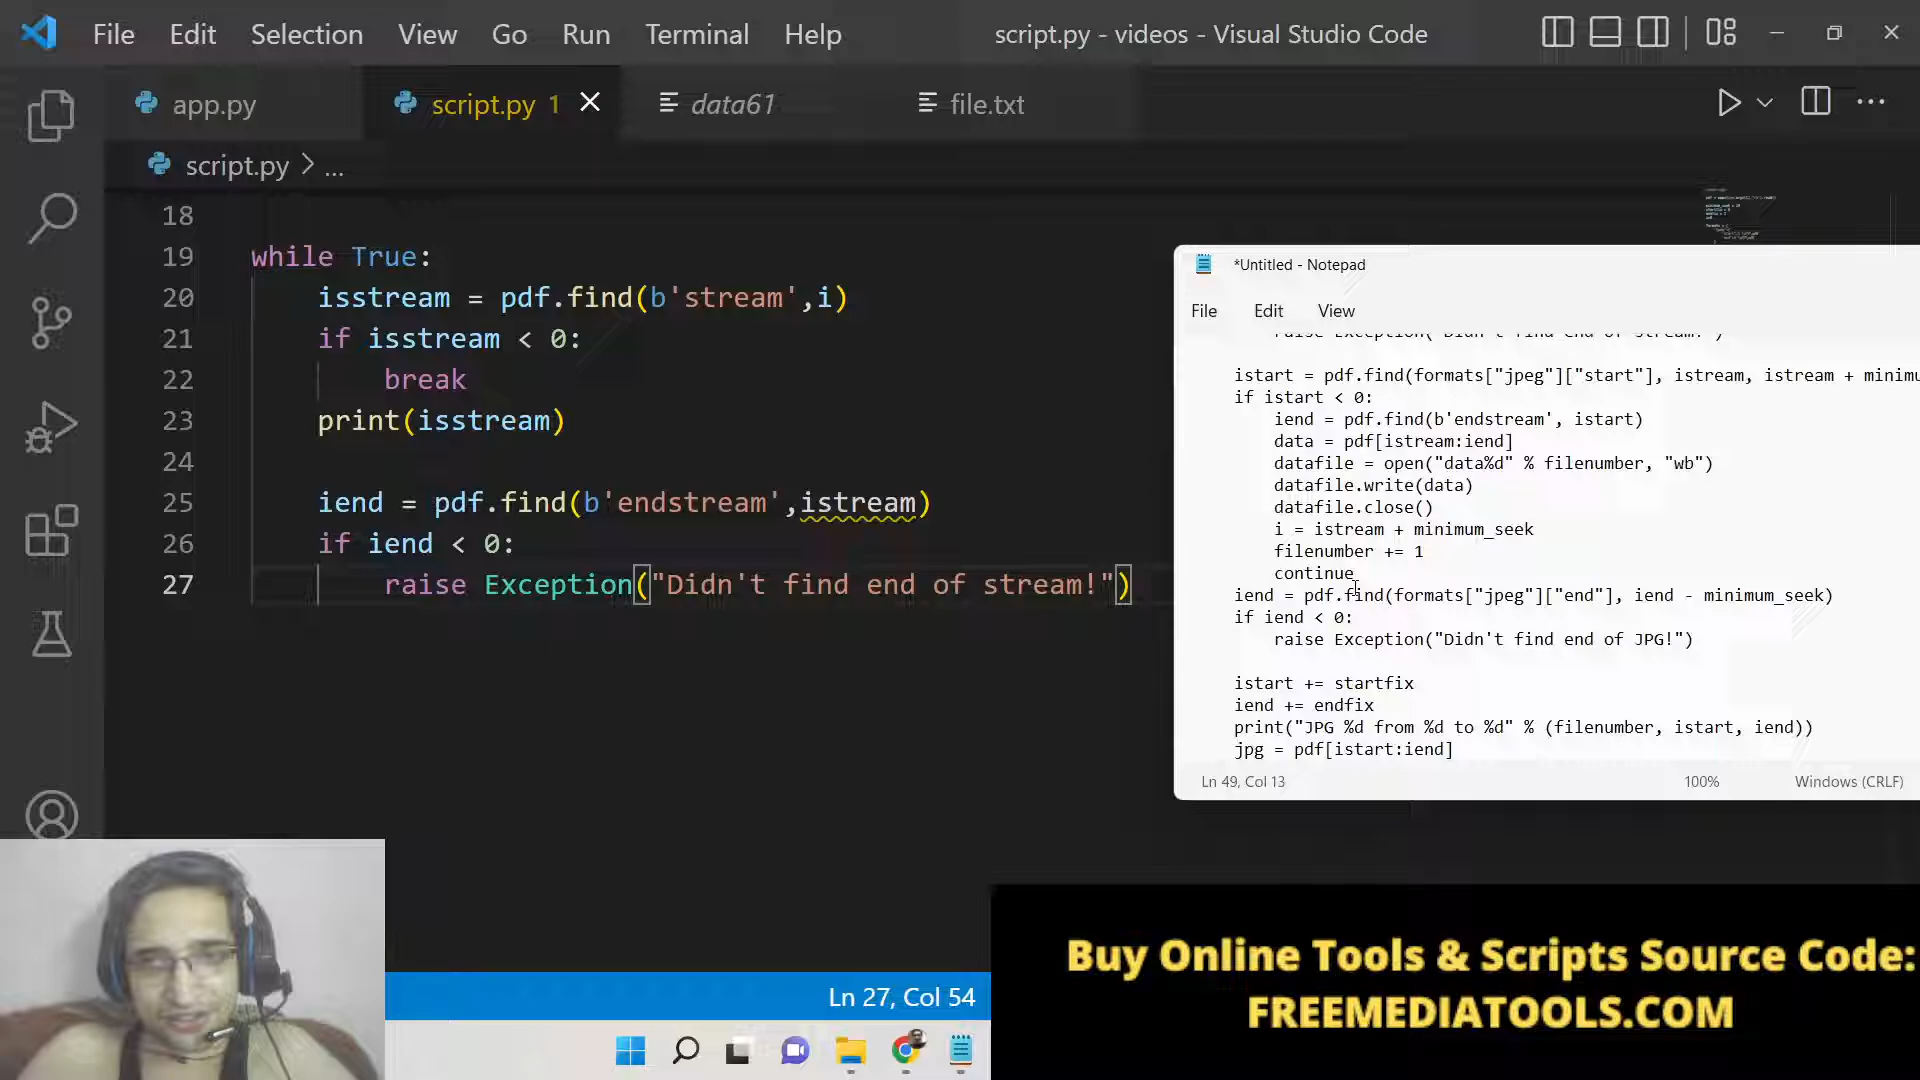 File Edit Selection View Go Run Terminal Help script.py - videos - Visual Studio Code
app.py script.py 1 data61 file.txt
script.py > ...
18
19 while True:
20 isstream = pdf.find(b'stream',i)
21 if isstream < 0:
22 break
23 print(isstream)
24
25 iend = pdf.find(b'endstream',istream)
26 if iend < 0:
27 raise Exception("Didn't find end of stream!")
*Untitled - Notepad
File Edit View
raise Exception("Didn't find end of stream!")
istart = pdf.find(formats["jpeg"]["start"], istream, istream + minimu
if istart < 0:
iend = pdf.find(b'endstream', istart)
data = pdf[istream:iend]
datafile = open("data%d" % filenumber, "wb")
datafile.write(data)
datafile.close()
i = istream + minimum_seek
filenumber += 1
continue
iend = pdf.find(formats["jpeg"]["end"], iend - minimum_seek)
if iend < 0:
raise Exception("Didn't find end of JPG!")
istart += startfix
iend += endfix
print("JPG %d from %d to %d" % (filenumber, istart, iend))
jpg = pdf[istart:iend]
Ln 49, Col 13 100% Windows (CRLF)
Buy Online Tools & Scripts Source Code:
FREEMEDIATOOLS.COM
Ln 27, Col 54